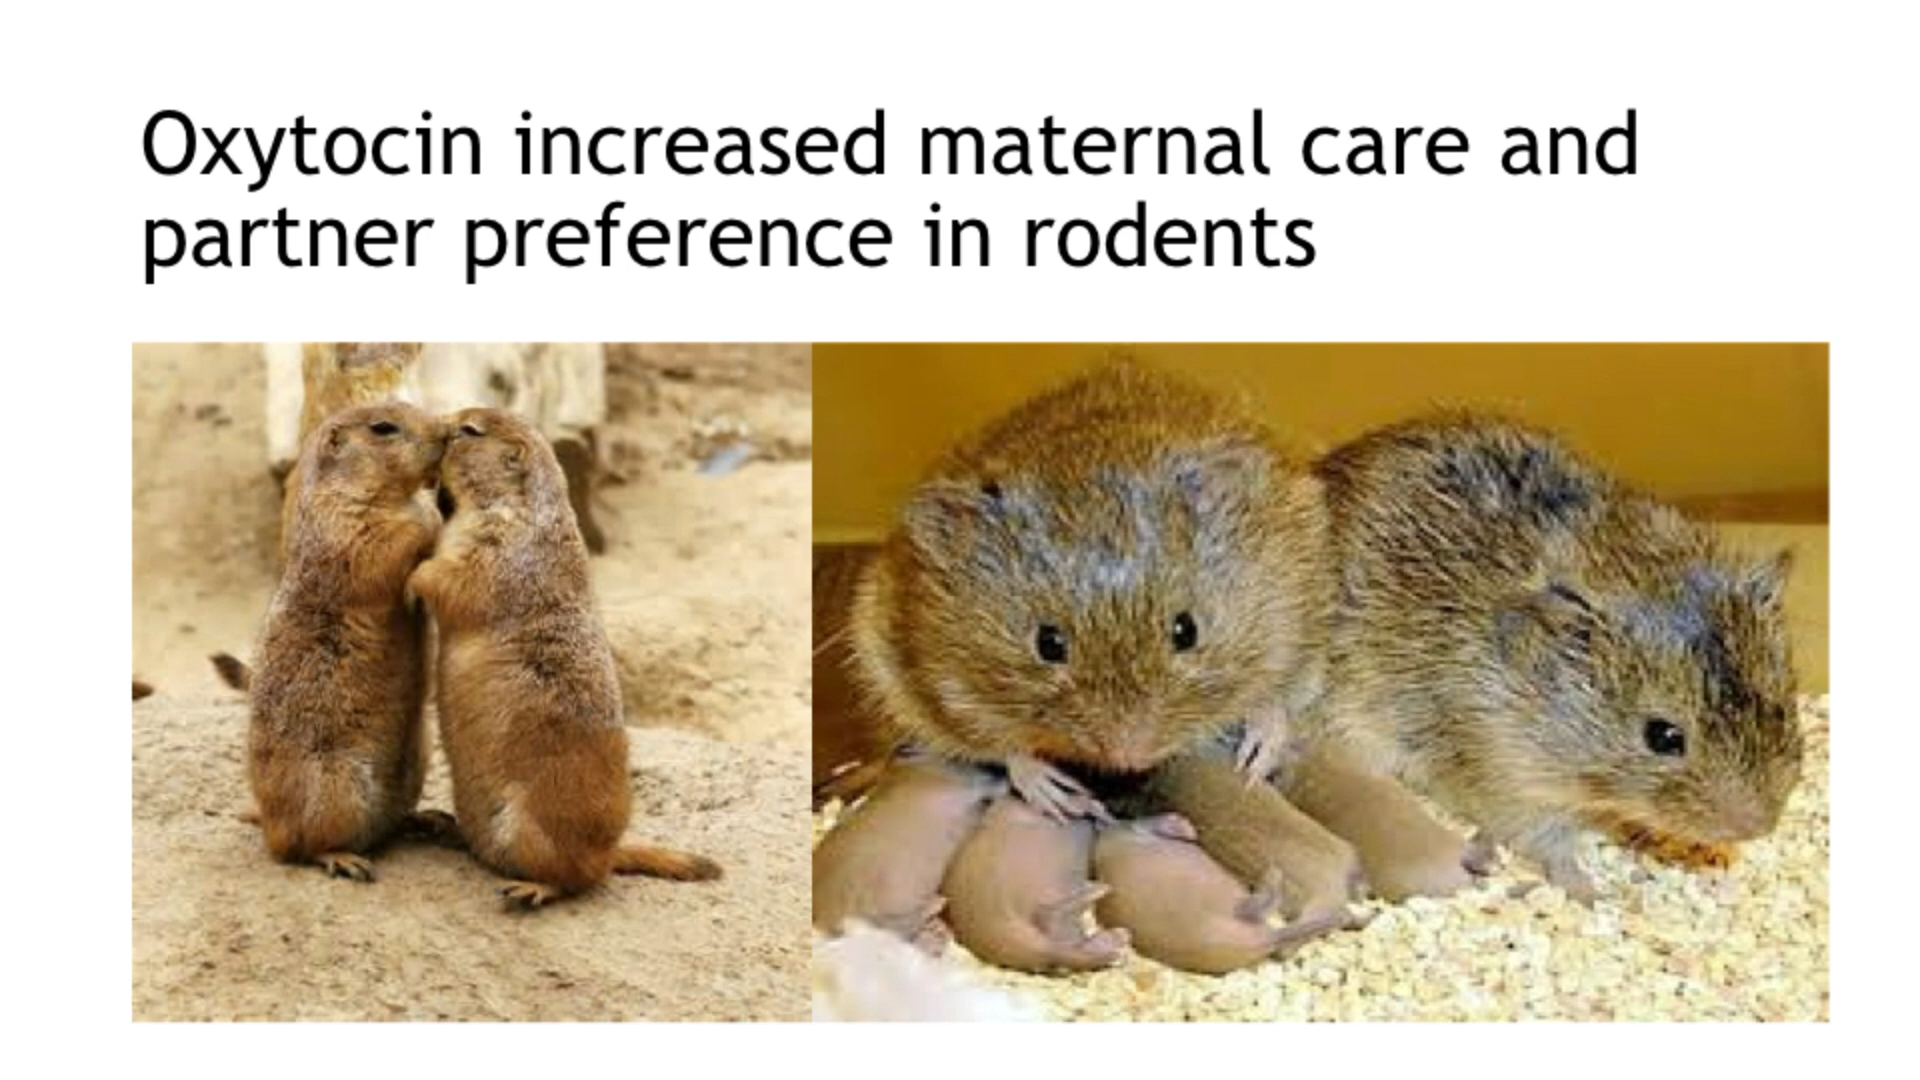 Oxytocin increased maternal care and
partner preference in rodents